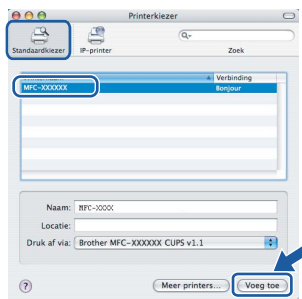 Printerkiezer
Standaardkiezer IP-printer Zoek
Verbinding
MFC-XXXXXX Bonjour
Naam: MFC-XXXX
Locatie:
Druk af via: Brother MFC-XXXXXX CUPS v1.1
? Meer printers... Voeg toe